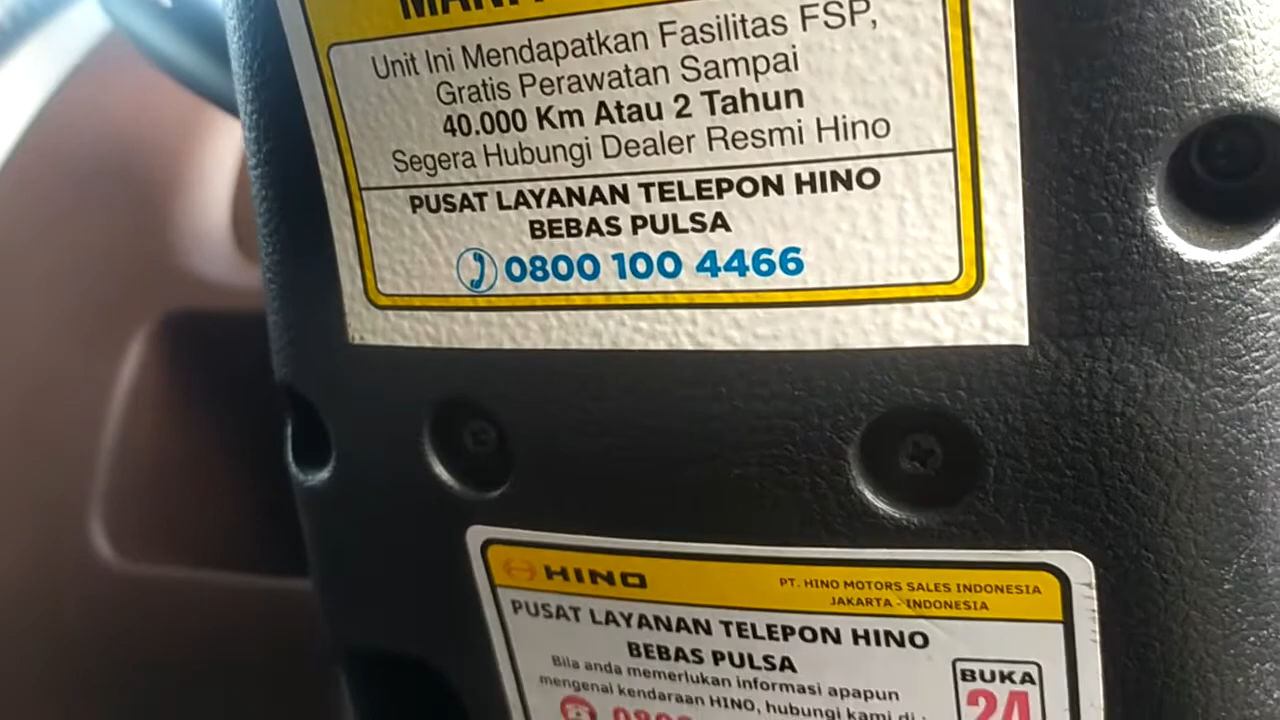 Unit Ini Mendapatkan Fasilitas FSP,
Gratis Perawatan Sampai
40.000 Km Atau 2 Tahun
Segera Hubungi Dealer Resmi Hino
PUSAT LAYANAN TELEPON HINO
BEBAS PULSA
0800 100 4466
HINO
PT. HINO MOTORS SALES INDONESIA
JAKARTA - INDONESIA
PUSAT LAYANAN TELEPON HINO
BEBAS PULSA
Bila anda memerlukan informasi apapun
mengenai kendaraan HINO, hubungi kami di :
BUKA
24
0800